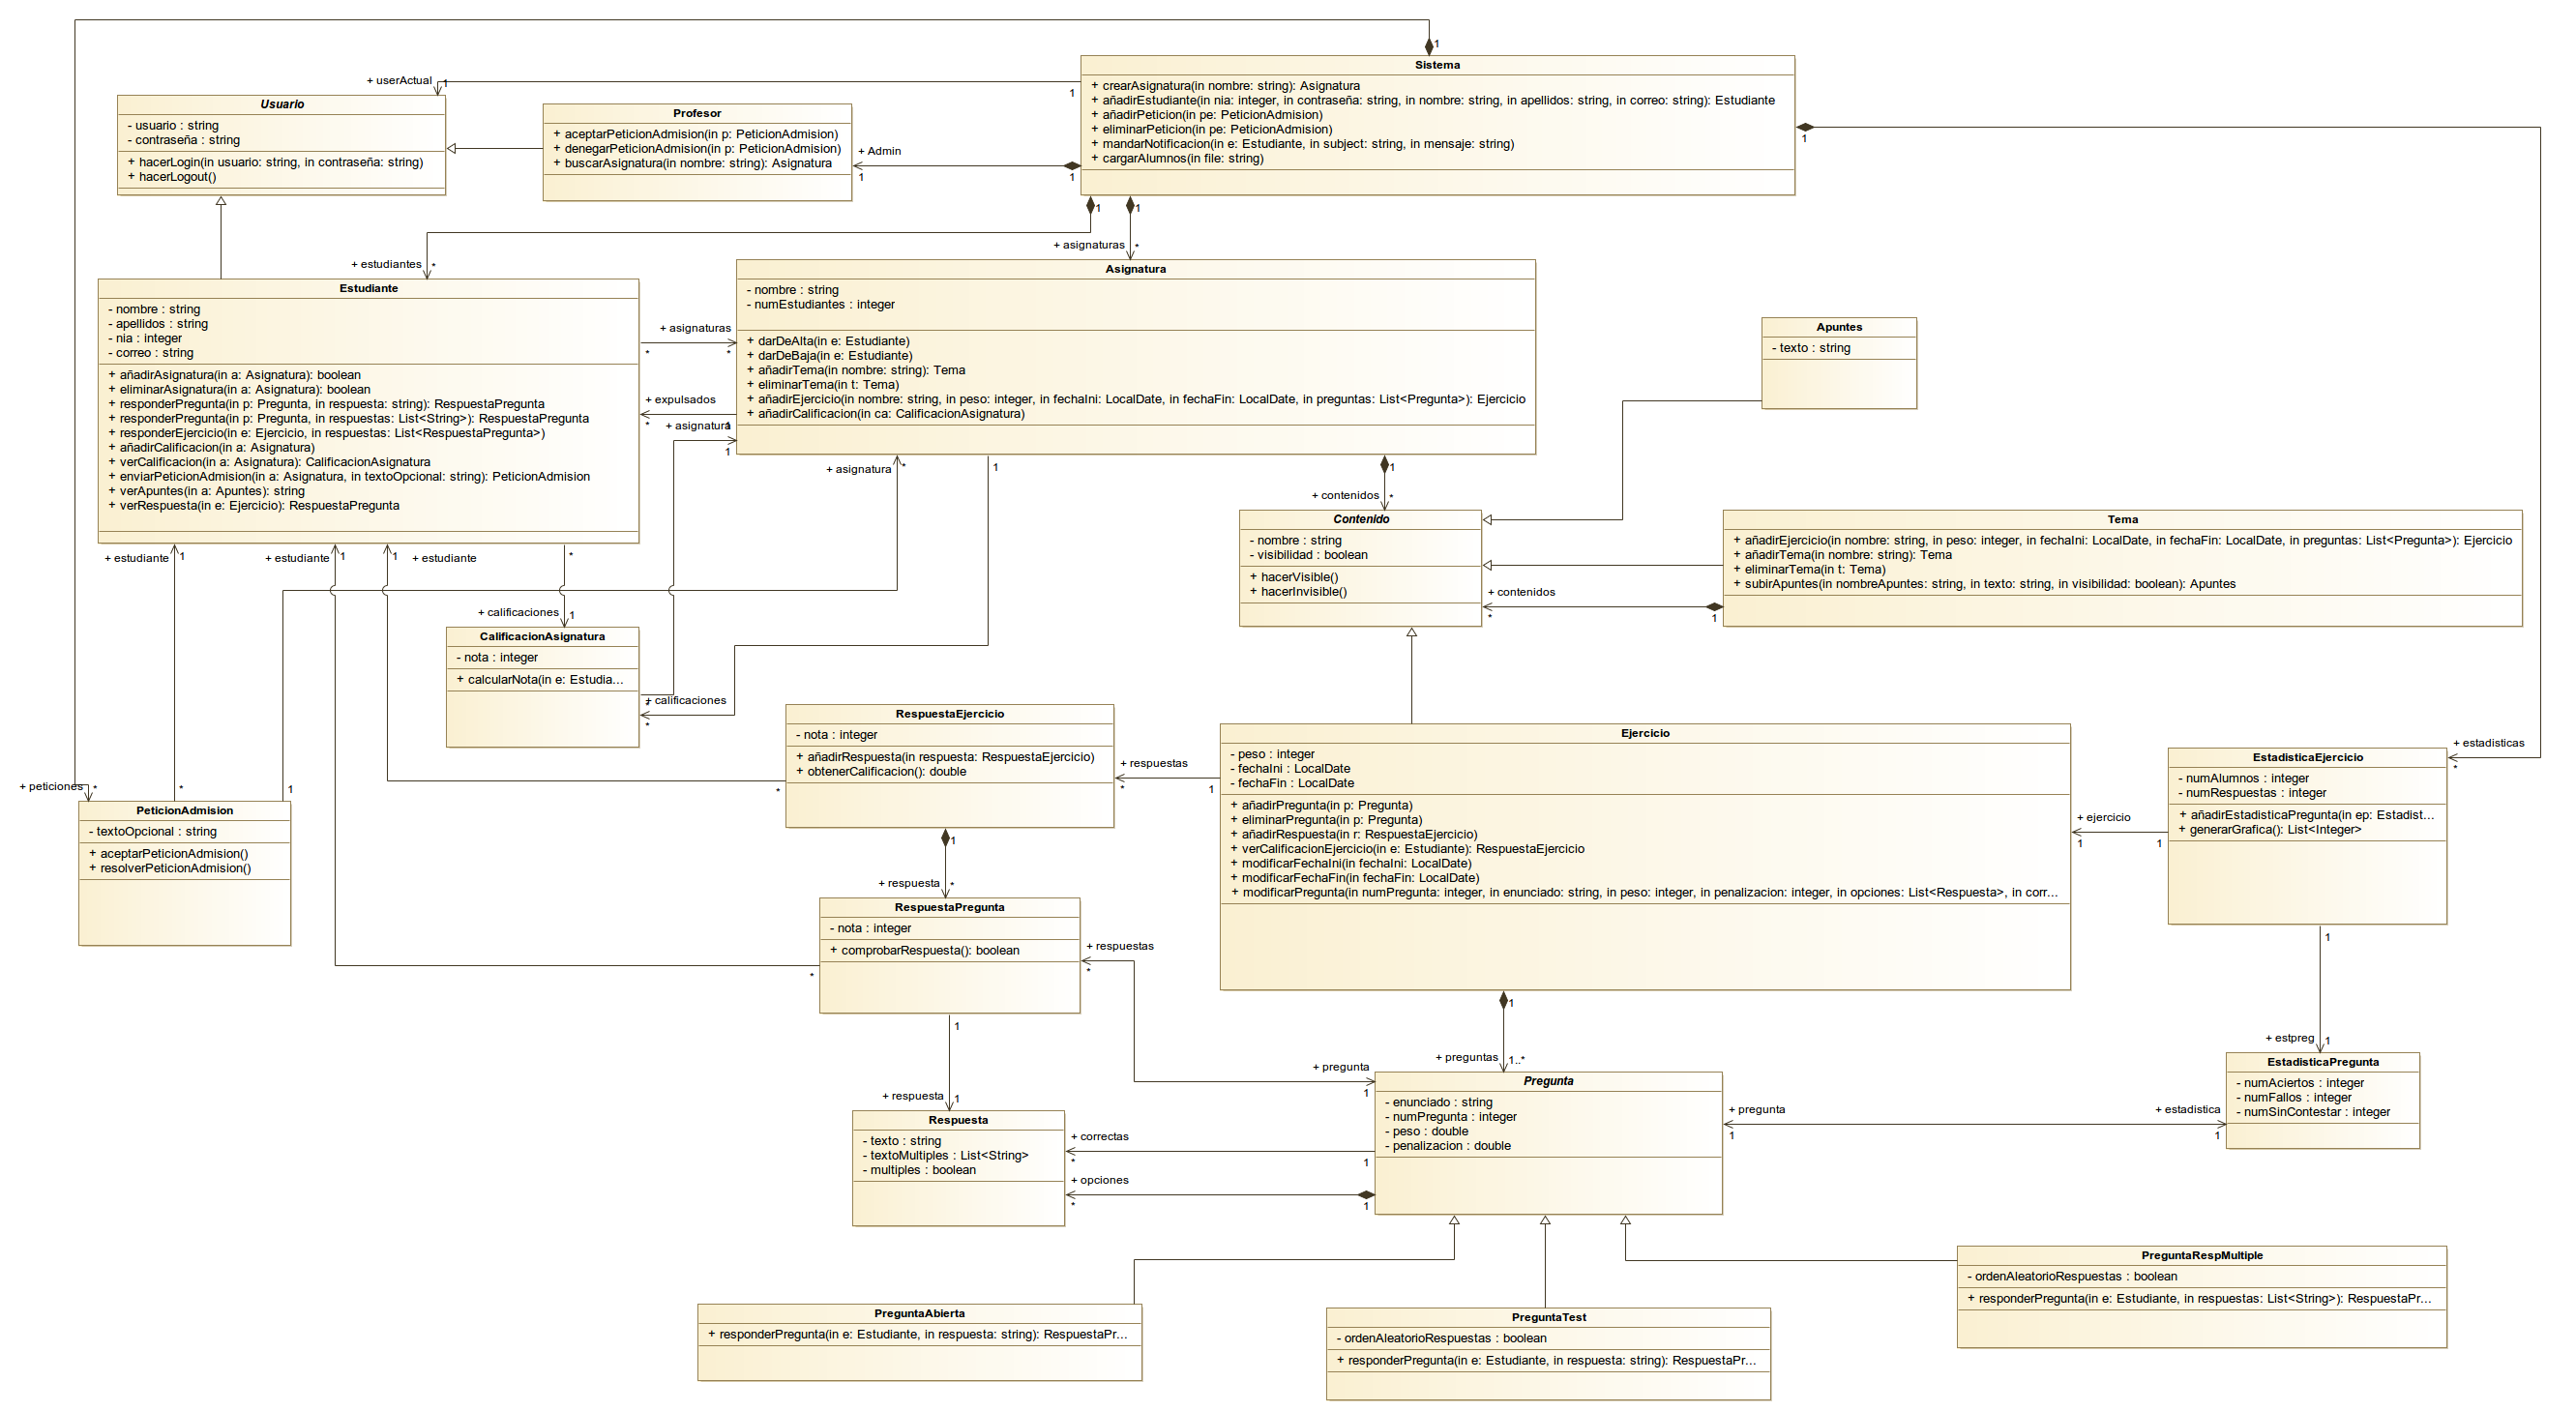 Sistema
+ crearAsignatura(in nombre: string): Asignatura
+ añadirEstudiante(in nia: integer, in contraseña: string, in nombre: string, in apellidos: string, in correo: string): Estudiante
+ añadirPeticion(in pe: PeticionAdmision)
+ eliminarPeticion(in pe: PeticionAdmision)
+ mandarNotificacion(in e: Estudiante, in subject: string, in mensaje: string)
+ cargarAlumnos(in file: string)
1
1
1
1
1
1
+ userActual
1
Usuario
- usuario : string
- contraseña : string
+ hacerLogin(in usuario: string, in contraseña: string)
+ hacerLogout()
Profesor
+ aceptarPeticionAdmision(in p: PeticionAdmision)
+ denegarPeticionAdmision(in p: PeticionAdmision)
+ buscarAsignatura(in nombre: string): Asignatura
+ Admin
1
+ estudiantes
*
+ asignaturas
*
Estudiante
- nombre : string
- apellidos : string
- nia : integer
- correo : string
+ añadirAsignatura(in a: Asignatura): boolean
+ eliminarAsignatura(in a: Asignatura): boolean
+ responderPregunta(in p: Pregunta, in respuesta: string): RespuestaPregunta
+ responderPregunta(in p: Pregunta, in respuestas: List<String>): RespuestaPregunta
+ responderEjercicio(in e: Ejercicio, in respuestas: List<RespuestaPregunta>)
+ añadirCalificacion(in a: Asignatura)
+ verCalificacion(in a: Asignatura): CalificacionAsignatura
+ enviarPeticionAdmision(in a: Asignatura, in textoOpcional: string): PeticionAdmision
+ verApuntes(in a: Apuntes): string
+ verRespuesta(in e: Ejercicio): RespuestaPregunta
+ asignaturas
*
*
+ expulsados
*
1
+ asignatura
1
Asignatura
- nombre : string
- numEstudiantes : integer
+ darDeAlta(in e: Estudiante)
+ darDeBaja(in e: Estudiante)
+ añadirTema(in nombre: string): Tema
+ eliminarTema(in t: Tema)
+ añadirEjercicio(in nombre: string, in peso: integer, in fechaIni: LocalDate, in fechaFin: LocalDate, in preguntas: List<Pregunta>): Ejercicio
+ añadirCalificacion(in ca: CalificacionAsignatura)
+ asignatura
*
1
1
+ contenidos
*
Apuntes
- texto : string
Contenido
- nombre : string
- visibilidad : boolean
+ hacerVisible()
+ hacerInvisible()
Tema
+ añadirEjercicio(in nombre: string, in peso: integer, in fechaIni: LocalDate, in fechaFin: LocalDate, in preguntas: List<Pregunta>): Ejercicio
+ añadirTema(in nombre: string): Tema
+ eliminarTema(in t: Tema)
+ subirApuntes(in nombreApuntes: string, in texto: string, in visibilidad: boolean): Apuntes
+ contenidos
*
1
+ estudiante
1
+ estudiante
1
1
+ estudiante
*
+ calificaciones
1
CalificacionAsignatura
- nota : integer
+ calcularNota(in e: Estudia...
*
+ calificaciones
*
RespuestaEjercicio
- nota : integer
+ añadirRespuesta(in respuesta: RespuestaEjercicio)
+ obtenerCalificacion(): double
*
1
+ respuestas
*
1
Ejercicio
- peso : integer
- fechaIni : LocalDate
- fechaFin : LocalDate
+ añadirPregunta(in p: Pregunta)
+ eliminarPregunta(in p: Pregunta)
+ añadirRespuesta(in r: RespuestaEjercicio)
+ verCalificacionEjercicio(in e: Estudiante): RespuestaEjercicio
+ modificarFechaIni(in fechaIni: LocalDate)
+ modificarFechaFin(in fechaFin: LocalDate)
+ modificarPregunta(in numPregunta: integer, in enunciado: string, in peso: integer, in penalizacion: integer, in opciones: List<Respuesta>, in corr...
+ estadisticas
*
EstadisticaEjercicio
- numAlumnos : integer
- numRespuestas : integer
+ añadirEstadisticaPregunta(in ep: Estadist...
+ generarGrafica(): List<Integer>
+ ejercicio
1
1
1
+ peticiones
*
*
1
PeticionAdmision
- textoOpcional : string
+ aceptarPeticionAdmision()
+ resolverPeticionAdmision()
+ respuesta
*
RespuestaPregunta
- nota : integer
+ comprobarRespuesta(): boolean
*
1
+ respuestas
*
1
+ preguntas
1..*
+ pregunta
1
+ respuesta
1
Respuesta
- texto : string
- textoMultiples : List<String>
- multiples : boolean
+ correctas
*
1
+ opciones
*
1
Pregunta
- enunciado : string
- numPregunta : integer
- peso : double
- penalizacion : double
+ pregunta
1
+ estadistica
1
+ estpreg
1
EstadisticaPregunta
- numAciertos : integer
- numFallos : integer
- numSinContestar : integer
PreguntaAbierta
+ responderPregunta(in e: Estudiante, in respuesta: string): RespuestaPr...
PreguntaTest
- ordenAleatorioRespuestas : boolean
+ responderPregunta(in e: Estudiante, in respuesta: string): RespuestaPr...
PreguntaRespMultiple
- ordenAleatorioRespuestas : boolean
+ responderPregunta(in e: Estudiante, in respuestas: List<String>): RespuestaPr...